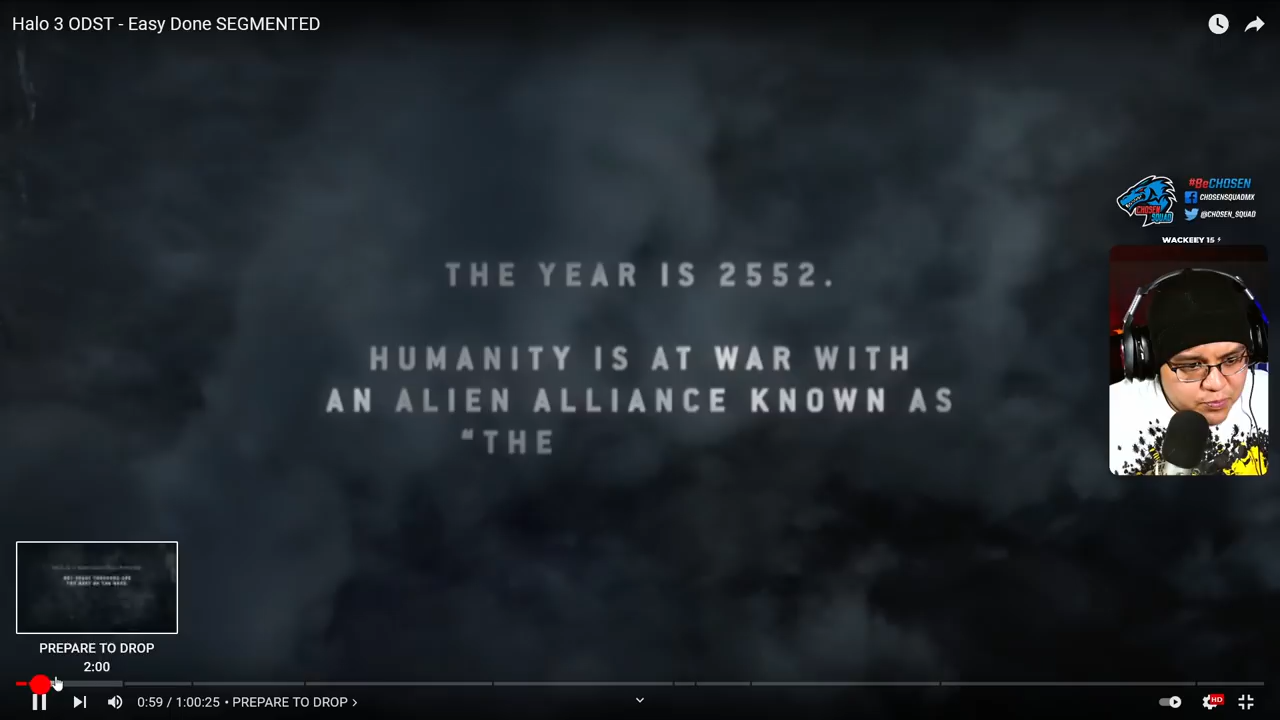 Halo 3 ODST - Easy Done SEGMENTED
#BeCHOSEN
CHOSENSQUADMX
@CHOSEN_SQUAD
CHOSEN
SQUAD
WACKEEY 15
THE YEAR IS 2552.
HUMANITY IS AT WAR WITH
AN ALIEN ALLIANCE KNOWN AS
“THE
PREPARE TO DROP
2:00
0:59 / 1:00:25 • PREPARE TO DROP ›
HD